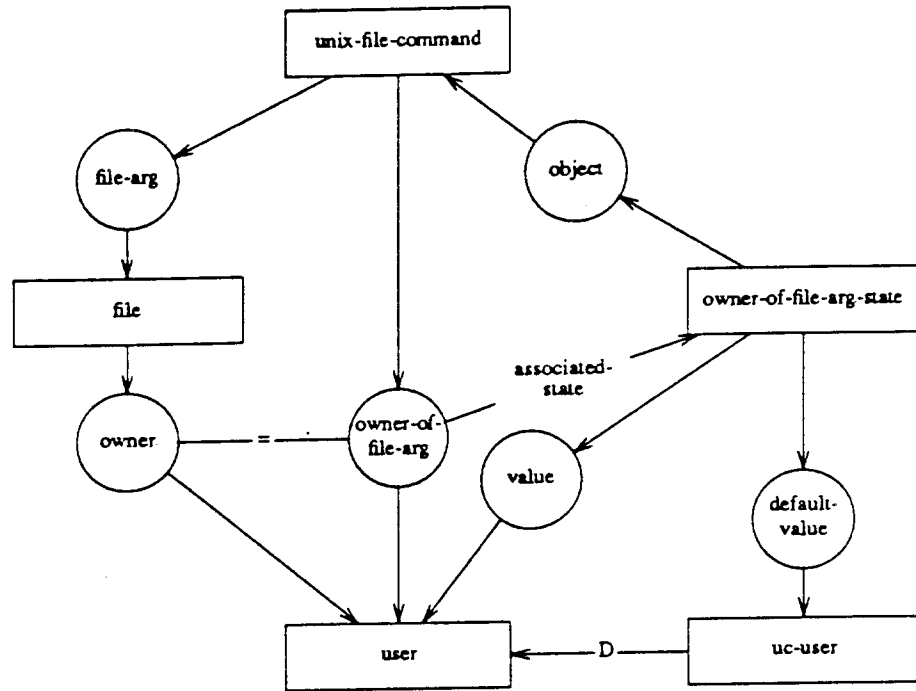 unix-file-command
file-arg
object
file
owner-of-file-arg-state
associated-
state
owner
=
owner-of-
file-arg
value
default-
value
user
D
uc-user